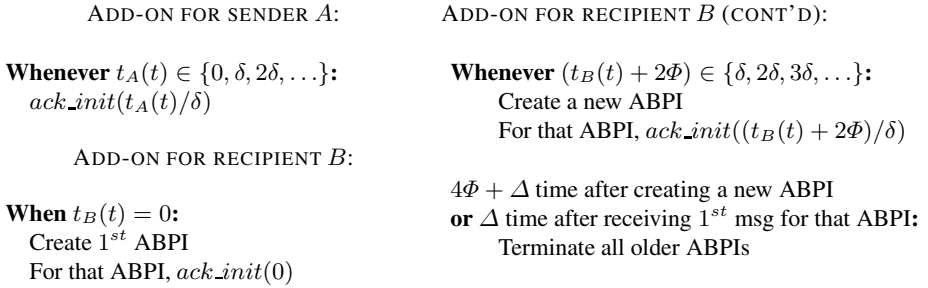 ADD-ON FOR SENDER A:
Whenever t_A(t) ∈ {0, δ, 2δ, . . .}:
ack_init(t_A(t)/δ)
ADD-ON FOR RECIPIENT B:
When t_B(t) = 0:
Create 1^{st} ABPI
For that ABPI, ack_init(0)
ADD-ON FOR RECIPIENT B (CONT'D):
Whenever (t_B(t) + 2Φ) ∈ {δ, 2δ, 3δ, . . .}:
Create a new ABPI
For that ABPI, ack_init((t_B(t) + 2Φ)/δ)
4Φ + Δ time after creating a new ABPI
or Δ time after receiving 1^{st} msg for that ABPI:
Terminate all older ABPIs